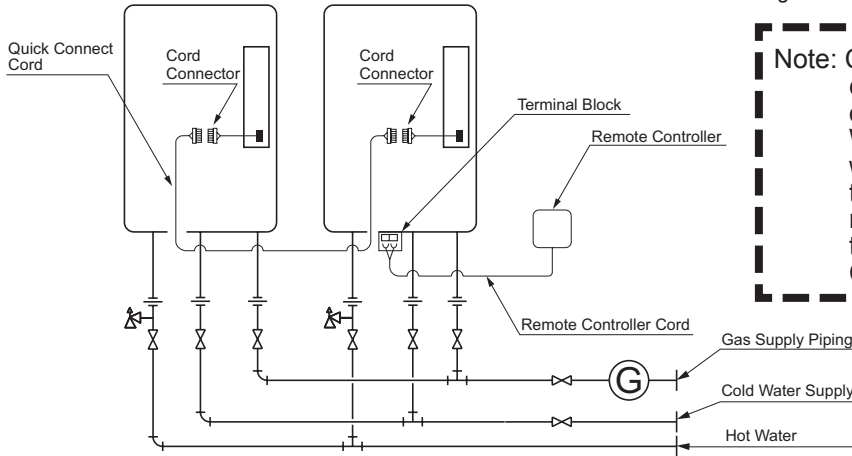 Quick Connect
Cord
Cord
Connector
Cord
Connector
Terminal Block
Remote Controller
Note:
Remote Controller Cord
G
Gas Supply Piping
Cold Water Supply
Hot Water